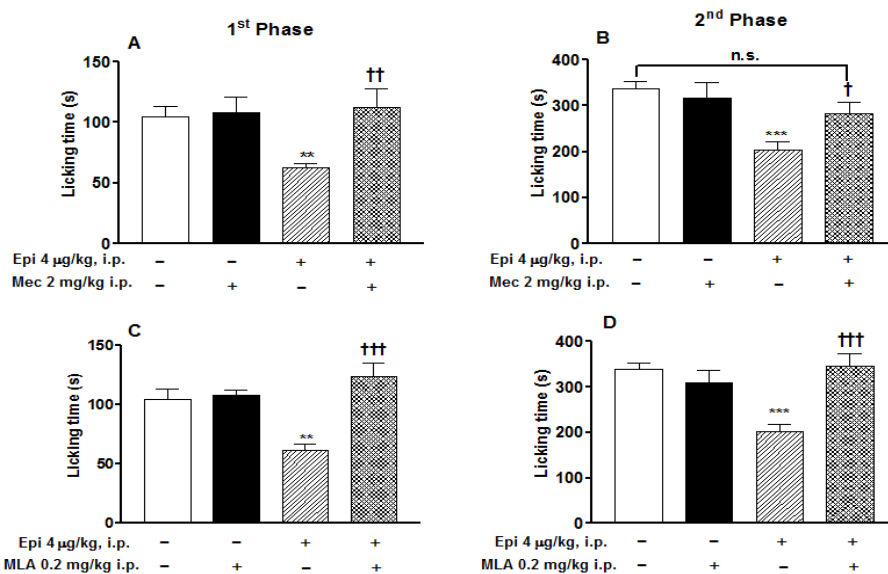 1st Phase
2nd Phase
A
Licking time (s)
150
100
50
0
††
**
Epi 4 µg/kg, i.p. – – + +
Mec 2 mg/kg i.p. – + – +
B
Licking time (s)
400
300
200
100
0
n.s.
†
***
Epi 4 µg/kg, i.p. – – + +
Mec 2 mg/kg i.p. – + – +
C
Licking time (s)
150
100
50
0
†††
**
Epi 4 µg/kg, i.p. – – + +
MLA 0.2 mg/kg i.p. – + – +
D
Licking time (s)
400
300
200
100
0
†††
***
Epi 4 µg/kg, i.p. – – + +
MLA 0.2 mg/kg i.p. – + – +